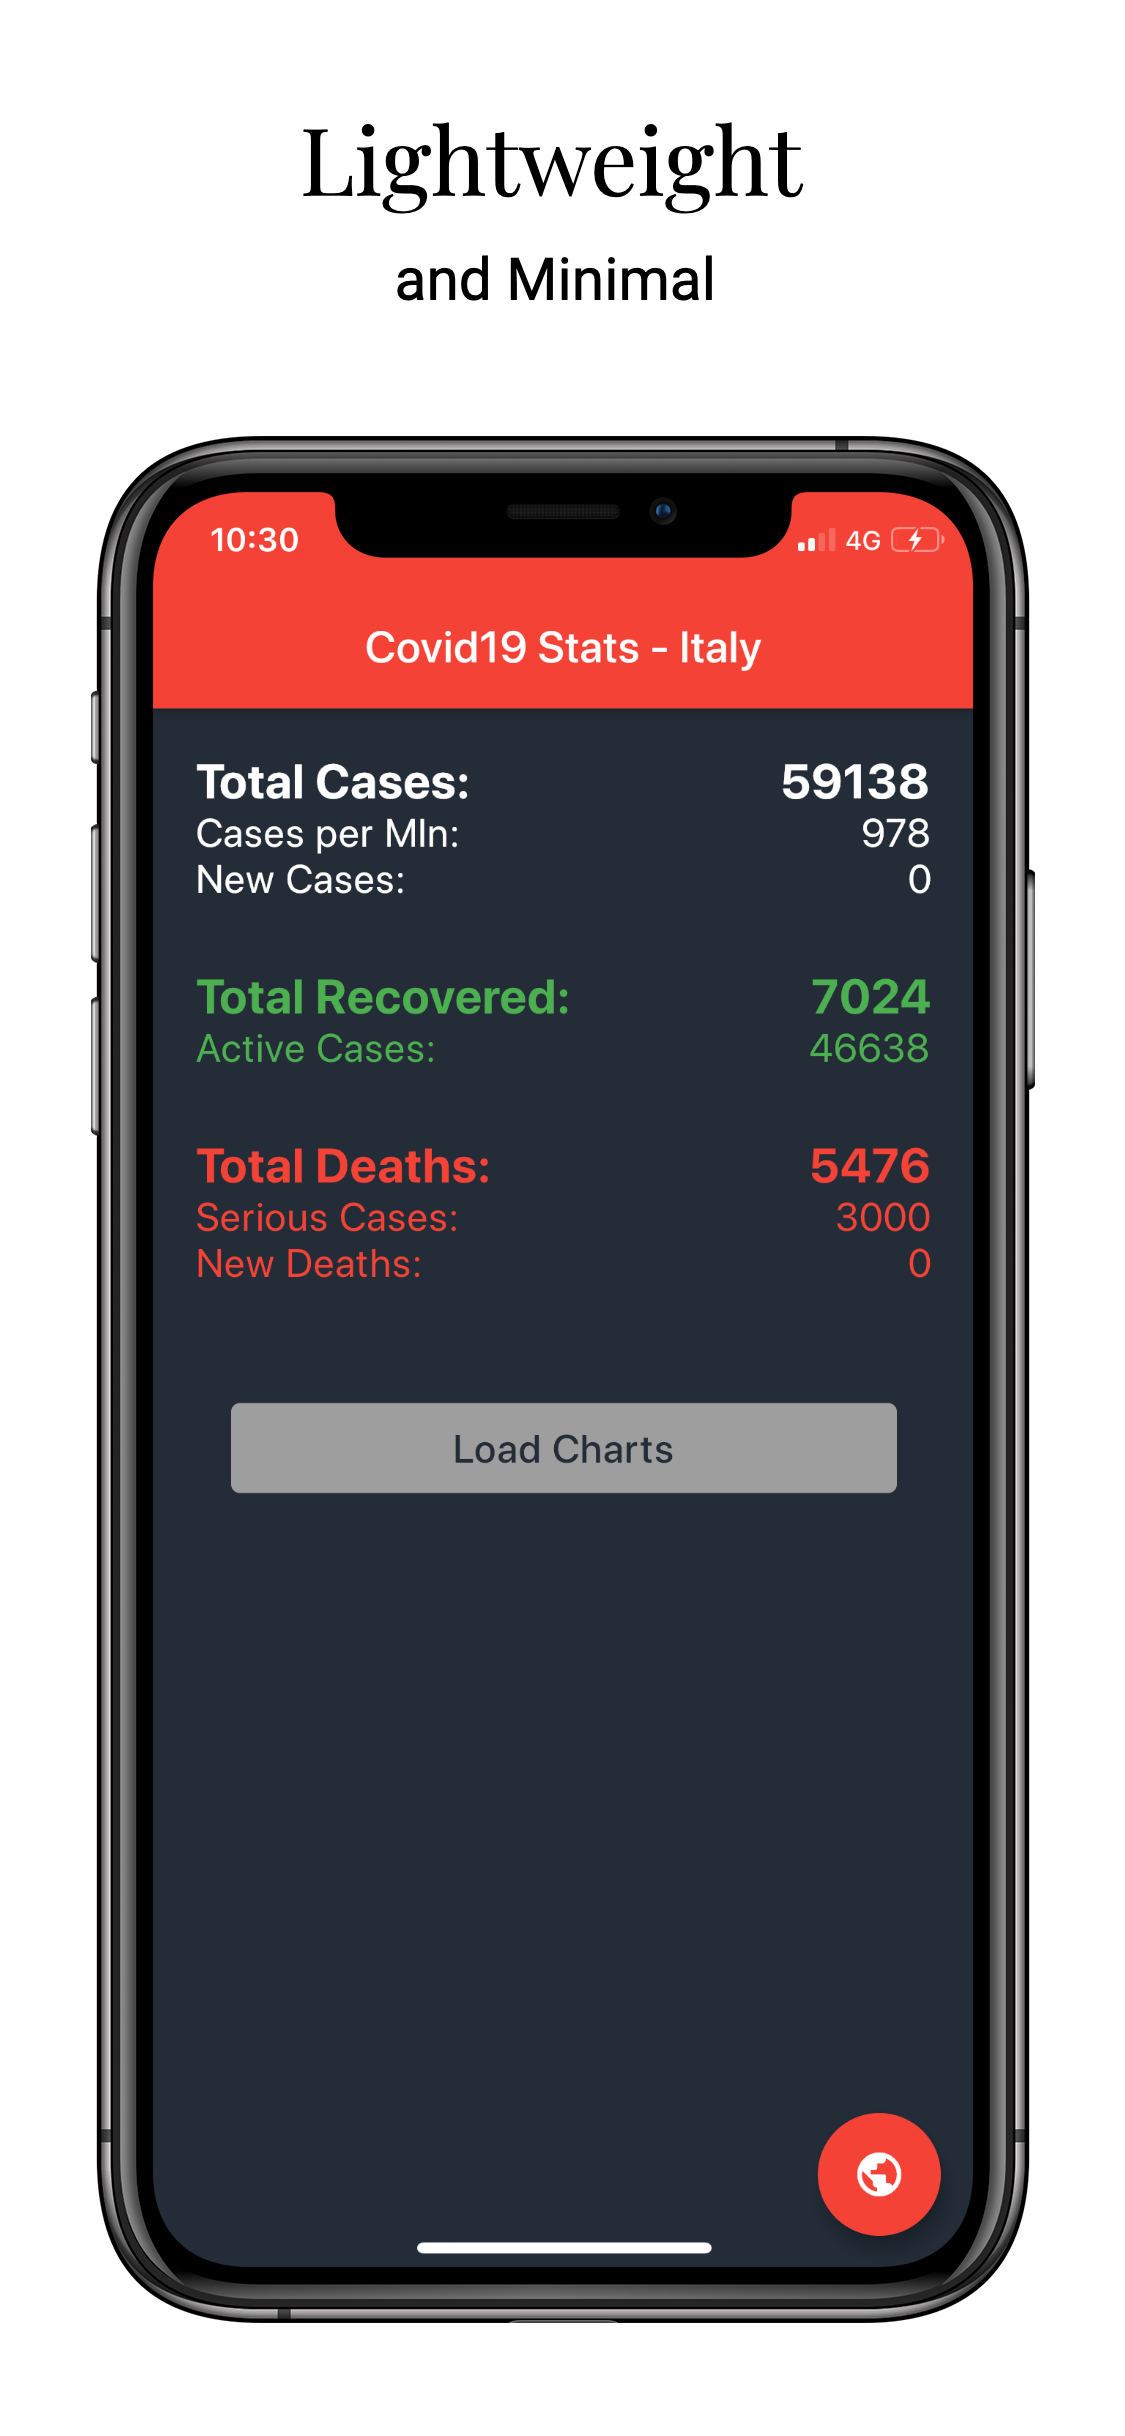 Lightweight
and Minimal
10:30
4G
Covid19 Stats - Italy
Total Cases: 59138
Cases per Mln: 978
New Cases: 0
Total Recovered: 7024
Active Cases: 46638
Total Deaths: 5476
Serious Cases: 3000
New Deaths: 0
Load Charts